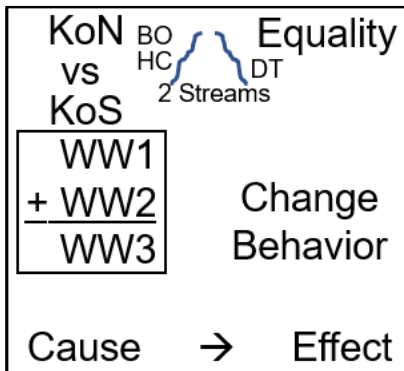 KoN BO Equality
vs HC DT
2 Streams
KoS
WW1
+ WW2 Change
WW3 Behavior
Cause → Effect